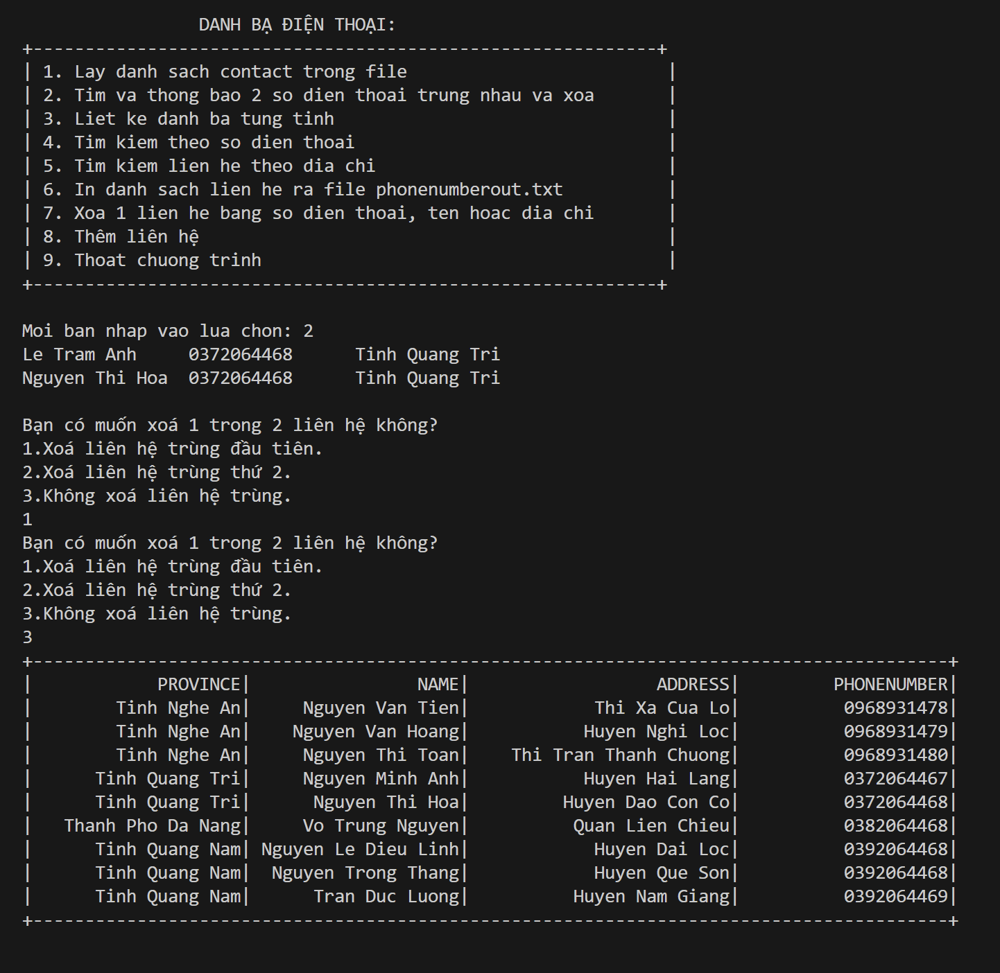 DANH BẠ ĐIỆN THOẠI:
+------------------------------------------------------------+
| 1. Lay danh sach contact trong file                         |
| 2. Tim va thong bao 2 so dien thoai trung nhau va xoa       |
| 3. Liet ke danh ba tung tinh                                |
| 4. Tim kiem theo so dien thoai                              |
| 5. Tim kiem lien he theo dia chi                            |
| 6. In danh sach lien he ra file phonenumberout.txt          |
| 7. Xoa 1 lien he bang so dien thoai, ten hoac dia chi       |
| 8. Thêm liên hệ                                             |
| 9. Thoat chuong trinh                                       |
+------------------------------------------------------------+
Moi ban nhap vao lua chon: 2
Le Tram Anh     0372064468      Tinh Quang Tri
Nguyen Thi Hoa  0372064468      Tinh Quang Tri
Bạn có muốn xoá 1 trong 2 liên hệ không?
1.Xoá liên hệ trùng đầu tiên.
2.Xoá liên hệ trùng thứ 2.
3.Không xoá liên hệ trùng.
1
Bạn có muốn xoá 1 trong 2 liên hệ không?
1.Xoá liên hệ trùng đầu tiên.
2.Xoá liên hệ trùng thứ 2.
3.Không xoá liên hệ trùng.
3
+----------------------------------------------------------------------------------------+
|            PROVINCE|                NAME|                  ADDRESS|         PHONENUMBER|
|        Tinh Nghe An|     Nguyen Van Tien|            Thi Xa Cua Lo|          0968931478|
|        Tinh Nghe An|    Nguyen Van Hoang|           Huyen Nghi Loc|          0968931479|
|        Tinh Nghe An|     Nguyen Thi Toan|    Thi Tran Thanh Chuong|          0968931480|
|      Tinh Quang Tri|     Nguyen Minh Anh|           Huyen Hai Lang|          0372064467|
|      Tinh Quang Tri|      Nguyen Thi Hoa|         Huyen Dao Con Co|          0372064468|
|   Thanh Pho Da Nang|     Vo Trung Nguyen|          Quan Lien Chieu|          0382064468|
|      Tinh Quang Nam| Nguyen Le Dieu Linh|            Huyen Dai Loc|          0392064468|
|      Tinh Quang Nam|  Nguyen Trong Thang|            Huyen Que Son|          0392064468|
|      Tinh Quang Nam|      Tran Duc Luong|          Huyen Nam Giang|          0392064469|
+----------------------------------------------------------------------------------------+